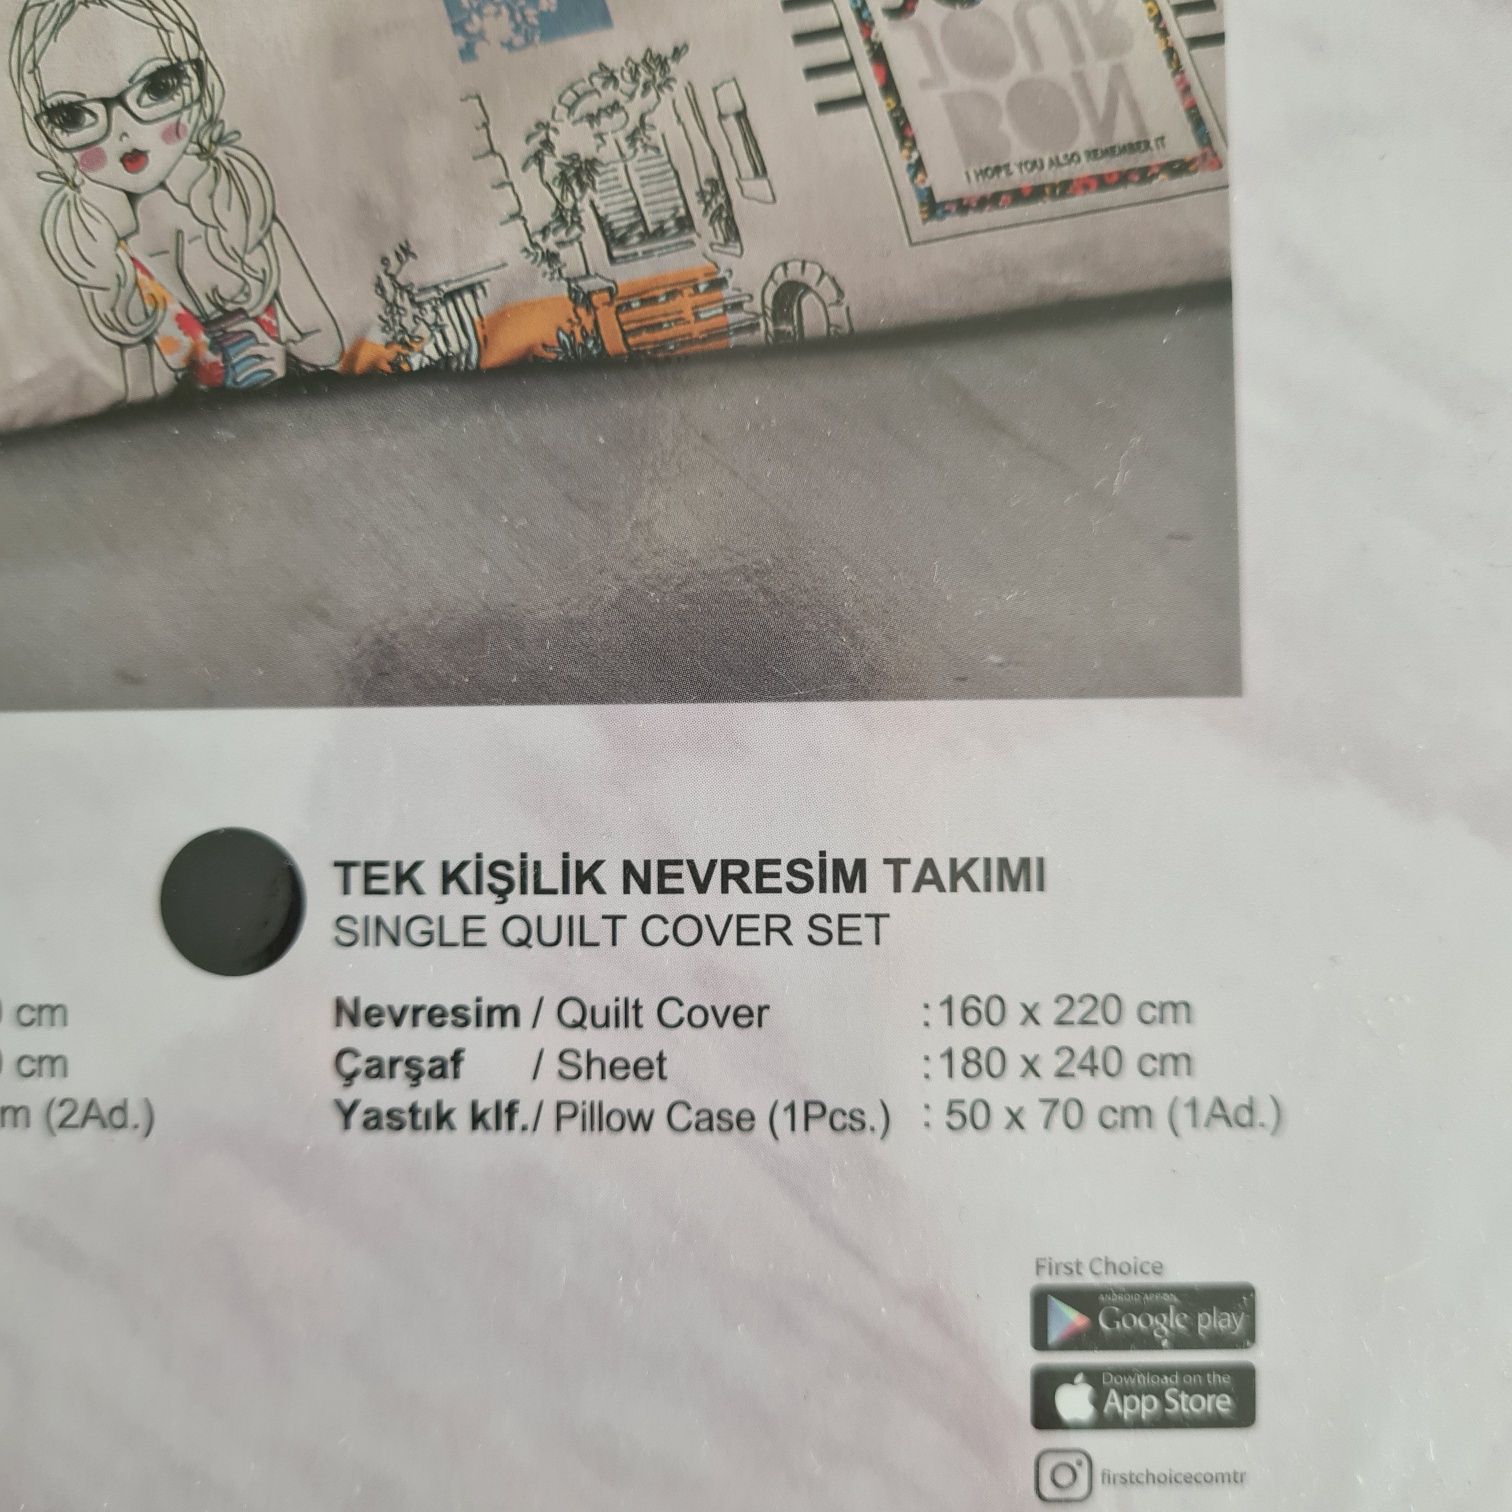 JOUR
BON
I HOPE YOU ALSO REMEMBER IT
TEK KİŞİLİK NEVRESİM TAKIMI
SINGLE QUILT COVER SET
cm
Nevresim / Quilt Cover : 160 x 220 cm
cm
Çarşaf / Sheet : 180 x 240 cm
m (2Ad.)
Yastık klf. / Pillow Case (1Pcs.) : 50 x 70 cm (1Ad.)
First Choice
ANDROID APP ON
Google play
Download on the
App Store
firstchoicecomtr